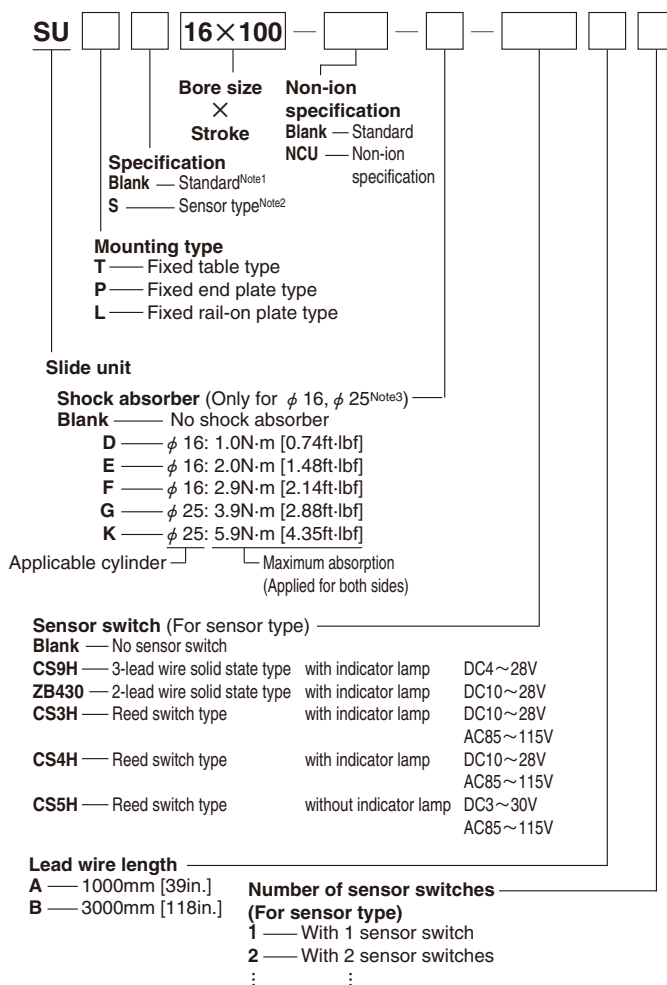 SU 16×100 — — —
Bore size
×
Stroke
Non-ion
specification
Blank — Standard
NCU — Non-ion
specification
Specification
Blank — Standard Note1
S — Sensor type Note2
Mounting type
T — Fixed table type
P — Fixed end plate type
L — Fixed rail-on plate type
Slide unit
Shock absorber (Only for φ 16, φ 25 Note3)
Blank — No shock absorber
D — φ 16: 1.0N·m [0.74ft·lbf]
E — φ 16: 2.0N·m [1.48ft·lbf]
F — φ 16: 2.9N·m [2.14ft·lbf]
G — φ 25: 3.9N·m [2.88ft·lbf]
K — φ 25: 5.9N·m [4.35ft·lbf]
Applicable cylinder
Maximum absorption
(Applied for both sides)
Sensor switch (For sensor type)
Blank — No sensor switch
CS9H — 3-lead wire solid state type with indicator lamp DC4～28V
ZB430 — 2-lead wire solid state type with indicator lamp DC10～28V
CS3H — Reed switch type with indicator lamp DC10～28V
AC85～115V
CS4H — Reed switch type with indicator lamp DC10～28V
AC85～115V
CS5H — Reed switch type without indicator lamp DC3～30V
AC85～115V
Lead wire length
A — 1000mm [39in.]
B — 3000mm [118in.]
Number of sensor switches
(For sensor type)
1 — With 1 sensor switch
2 — With 2 sensor switches
⋮ ⋮